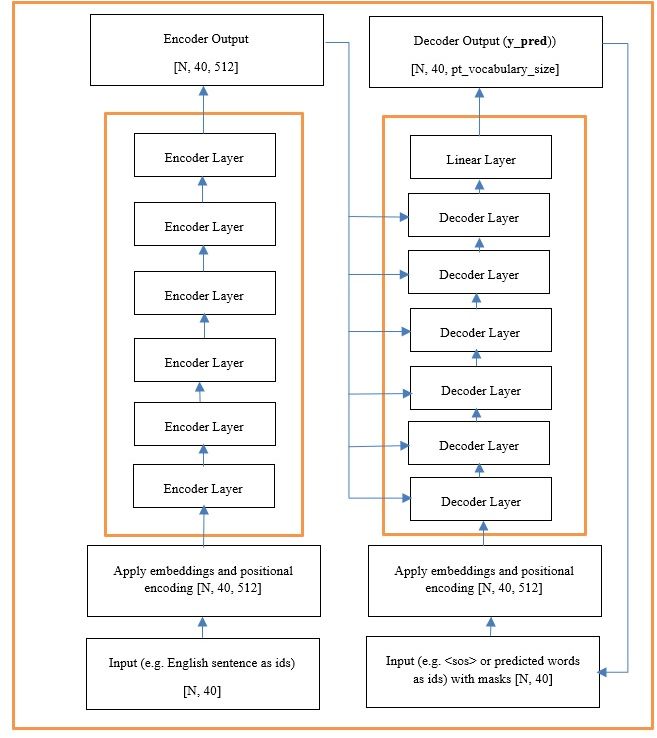 Encoder Output
[N, 40, 512]
Encoder Layer
Encoder Layer
Encoder Layer
Encoder Layer
Encoder Layer
Encoder Layer
Apply embeddings and positional
encoding [N, 40, 512]
Input (e.g. English sentence as ids)
[N, 40]
Decoder Output (y_pred))
[N, 40, pt_vocabulary_size]
Linear Layer
Decoder Layer
Decoder Layer
Decoder Layer
Decoder Layer
Decoder Layer
Decoder Layer
Apply embeddings and positional
encoding [N, 40, 512]
Input (e.g. <sos> or predicted words
as ids) with masks [N, 40]